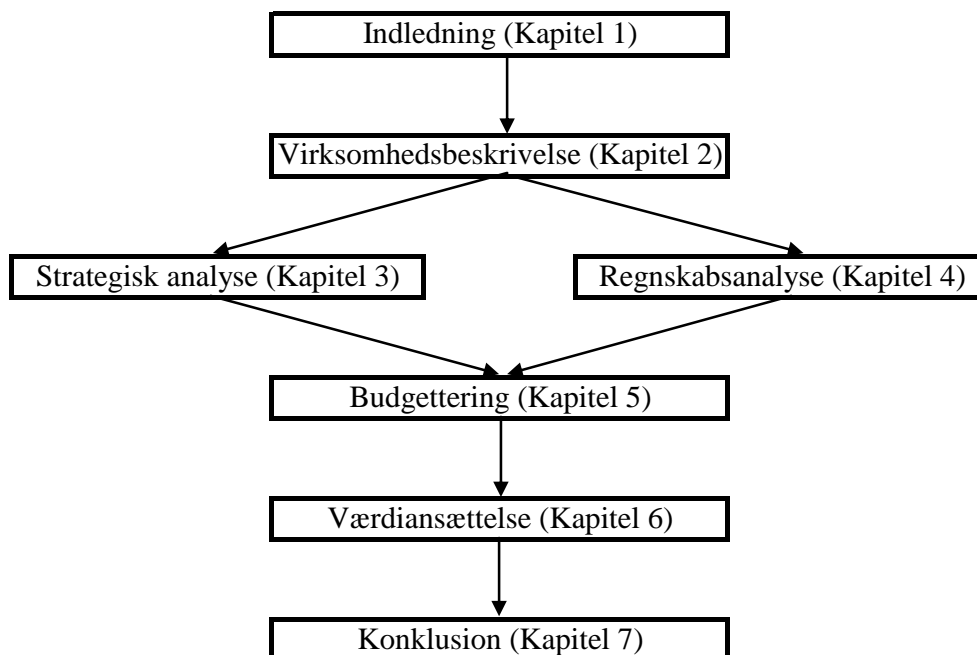 Indledning (Kapitel 1)
Virksomhedsbeskrivelse (Kapitel 2)
Strategisk analyse (Kapitel 3)
Regnskabsanalyse (Kapitel 4)
Budgettering (Kapitel 5)
Værdiansættelse (Kapitel 6)
Konklusion (Kapitel 7)